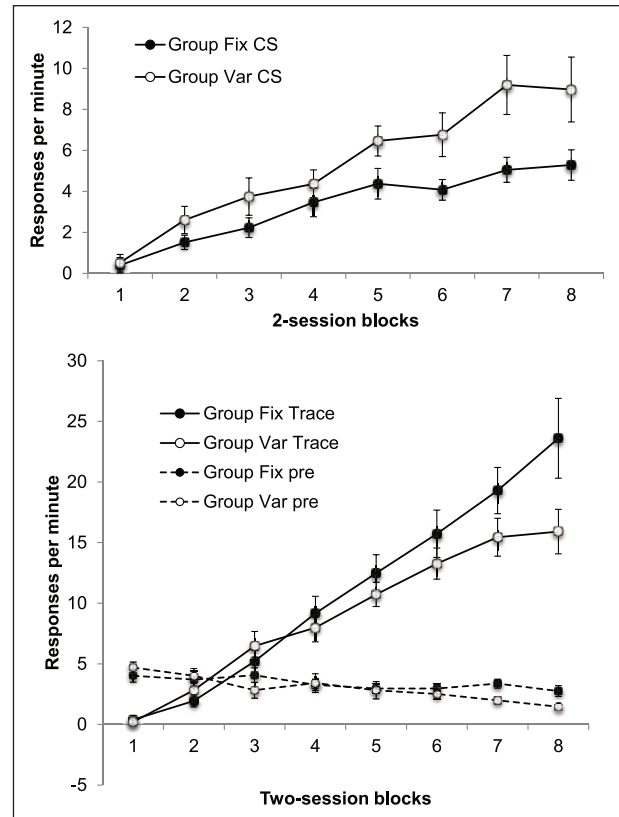 12
10
8
6
4
2
0
Responses per minute
Group Fix CS
Group Var CS
1 2 3 4 5 6 7 8
2-session blocks
30
25
20
15
10
5
0
-5
Responses per minute
Group Fix Trace
Group Var Trace
Group Fix pre
Group Var pre
1 2 3 4 5 6 7 8
Two-session blocks